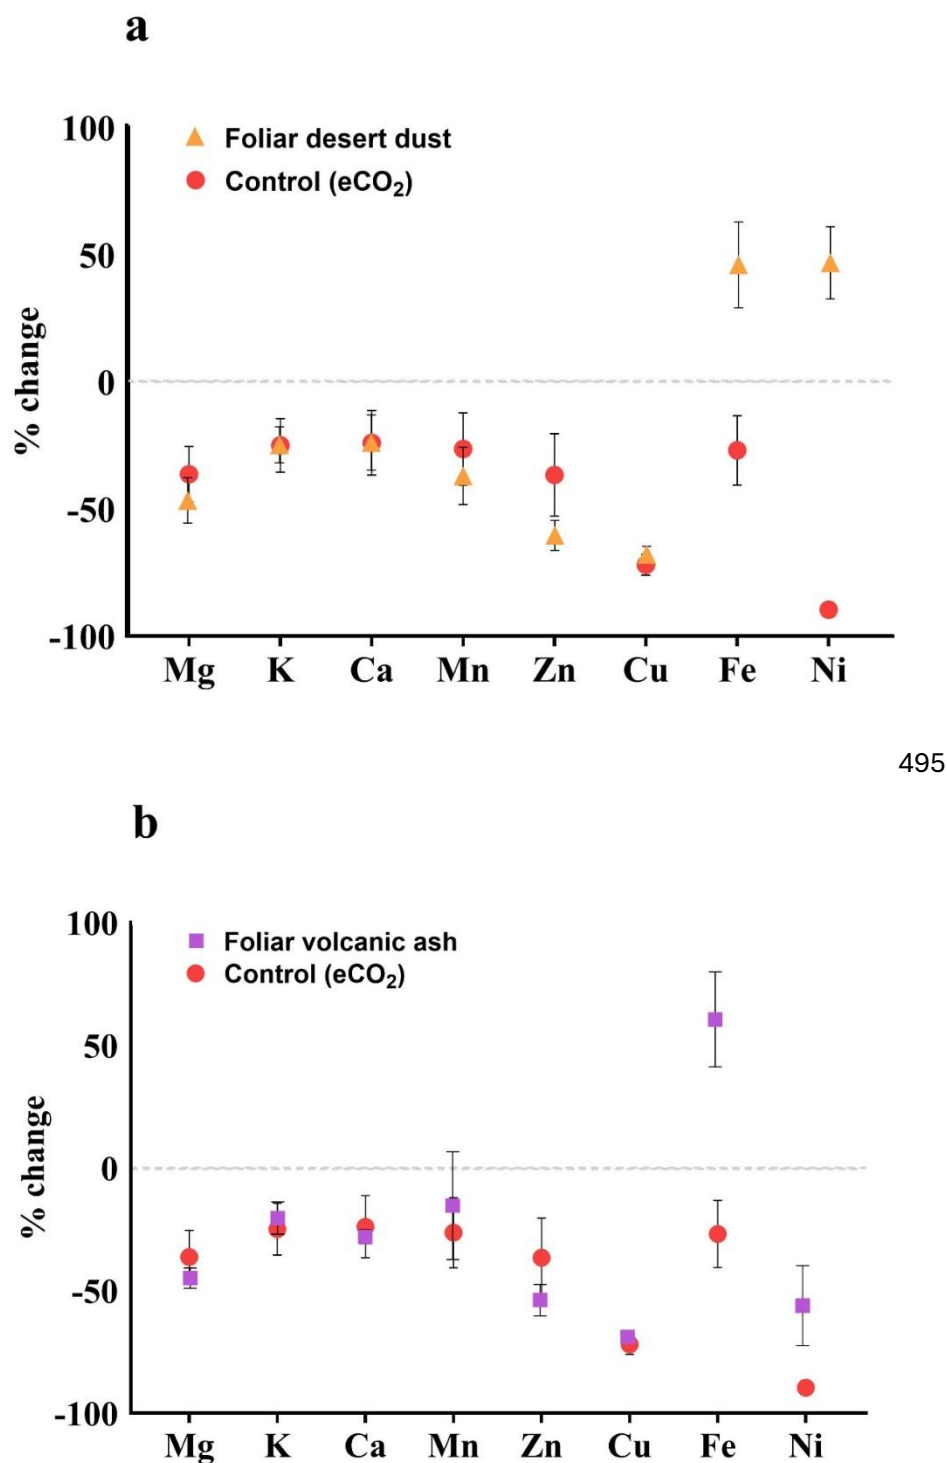 a
100
50
0
-50
-100
% change
Foliar desert dust
Control (eCO₂)
Mg K Ca Mn Zn Cu Fe Ni
495
b
100
50
0
-50
-100
% change
Foliar volcanic ash
Control (eCO₂)
Mg K Ca Mn Zn Cu Fe Ni